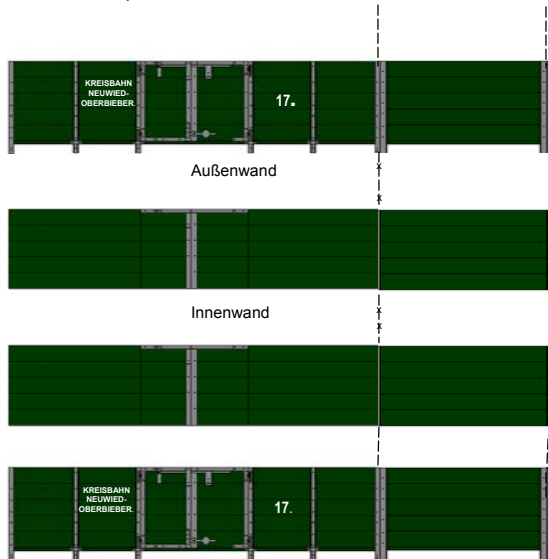 KREISBAHN
NEUWIED-
OBERBIEBER.
17.
Außenwand
Innenwand
KREISBAHN
NEUWIED-
OBERBIEBER.
17.